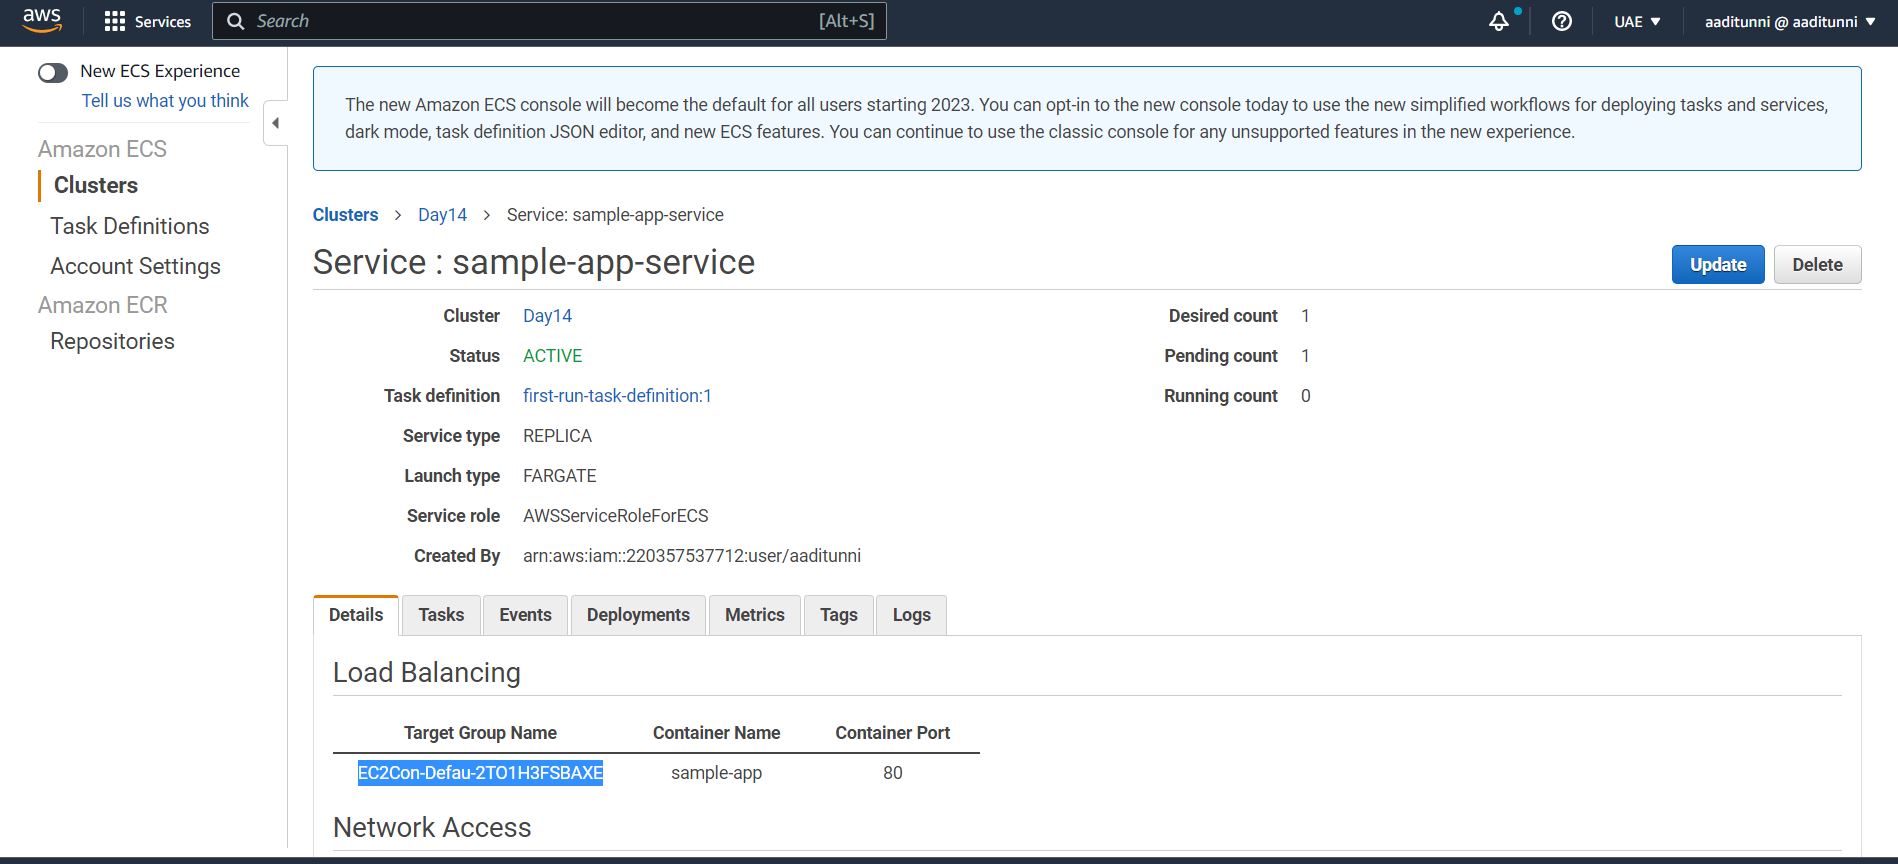 aws Services Search [Alt+S] UAE aaditunni @ aaditunni
New ECS Experience
Tell us what you think
Amazon ECS
Clusters
Task Definitions
Account Settings
Amazon ECR
Repositories
The new Amazon ECS console will become the default for all users starting 2023. You can opt-in to the new console today to use the new simplified workflows for deploying tasks and services,
dark mode, task definition JSON editor, and new ECS features. You can continue to use the classic console for any unsupported features in the new experience.
Clusters > Day14 > Service: sample-app-service
Service : sample-app-service
Update Delete
Cluster Day14 Desired count 1
Status ACTIVE Pending count 1
Task definition first-run-task-definition:1 Running count 0
Service type REPLICA
Launch type FARGATE
Service role AWSServiceRoleForECS
Created By arn:aws:iam::220357537712:user/aaditunni
Details Tasks Events Deployments Metrics Tags Logs
Load Balancing
Target Group Name Container Name Container Port
EC2Con-Defau-2TO1H3FSBAXE sample-app 80
Network Access